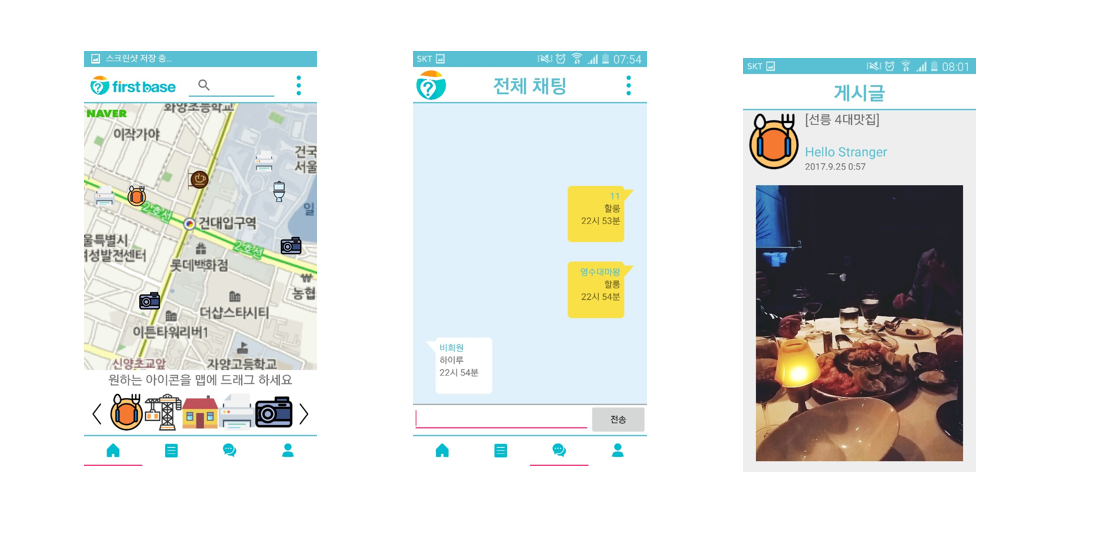 스크린샷 저장 중...
first base
NAVER
화양초등학교
이작가야
건국
서울
일
2호선
건대입구역
울특별시
여성발전센터
2호선
롯데백화점
₩
농협
더샵스타시티
이튼타워리버1
신양초교앞
자양고등학교
원하는 아이콘을 맵에 드래그 하세요
SKT
07:54
전체 채팅
11
할룽
22시 53분
영수대마왕
할룽
22시 54분
비희원
하이루
22시 54분
전송
SKT
08:01
게시글
[선릉 4대맛집]
Hello Stranger
2017.9.25 0:57